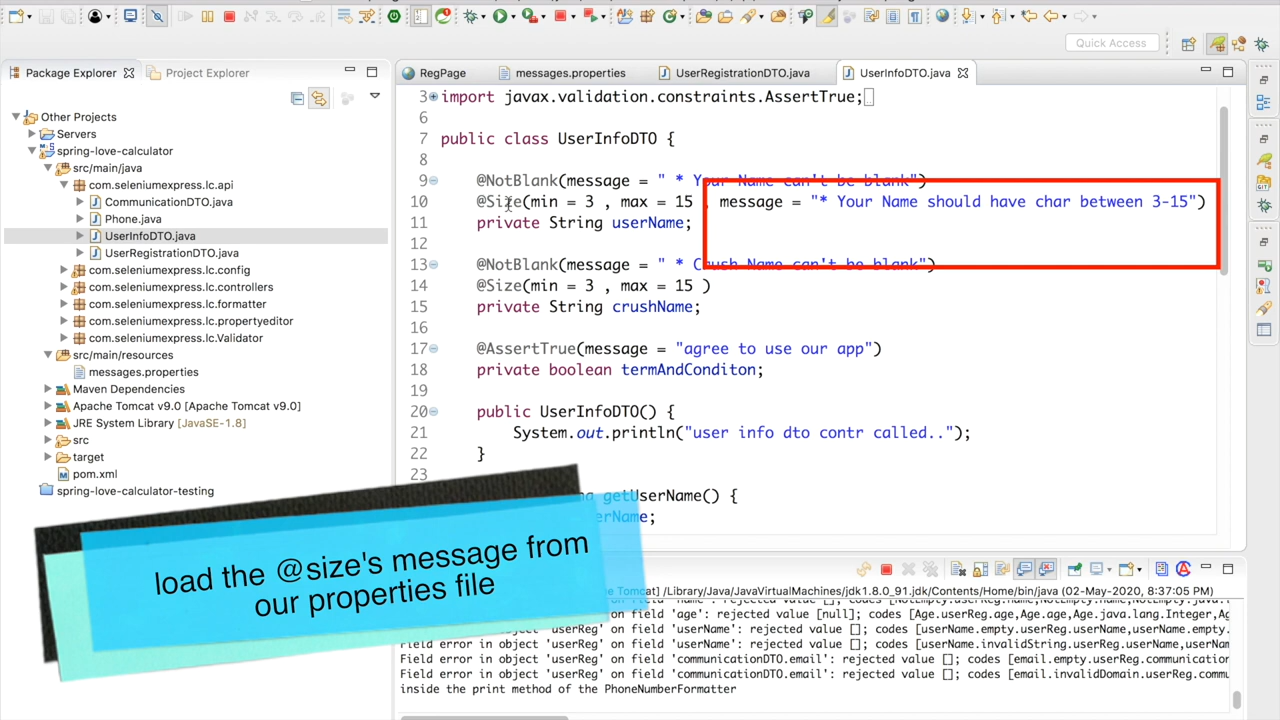 Quick Access
Package Explorer
Project Explorer
RegPage
messages.properties
UserRegistrationDTO.java
UserInfoDTO.java
Other Projects
Servers
spring-love-calculator
src/main/java
com.seleniumexpress.lc.api
CommunicationDTO.java
Phone.java
UserInfoDTO.java
UserRegistrationDTO.java
com.seleniumexpress.lc.config
com.seleniumexpress.lc.controllers
com.seleniumexpress.lc.formatter
com.seleniumexpress.lc.propertyeditor
com.seleniumexpress.lc.Validator
src/main/resources
messages.properties
Maven Dependencies
Apache Tomcat v9.0 [Apache Tomcat v9.0]
JRE System Library [JavaSE-1.8]
src
target
pom.xml
spring-love-calculator-testing
3 import javax.validation.constraints.AssertTrue;
6
7 public class UserInfoDTO {
8
9 @NotBlank(message = " * Your Name can't be blank")
10 @Size(min = 3 , max = 15 , message = "* Your Name should have char between 3-15")
11 private String userName;
12
13 @NotBlank(message = " * Crush Name can't be blank")
14 @Size(min = 3 , max = 15 )
15 private String crushName;
16
17 @AssertTrue(message = "agree to use our app")
18 private boolean termAndConditon;
19
20 public UserInfoDTO() {
21 System.out.println("user info dto contr called..");
22 }
23
getUserName() {
load the @size's message from
our properties file
] /Library/Java/JavaVirtualMachines/jdk1.8.0_91.jdk/Contents/Home/bin/java (02-May-2020, 8:37:05 PM)
on field 'age': rejected value [null]; codes [Age.userReg.age,Age.age,Age.java.lang.Integer,Ag
object 'userReg' on field 'userName': rejected value []; codes [userName.empty.userReg.userName,userName.emp
Field error in object 'userReg' on field 'userName': rejected value []; codes [userName.invalidString.userReg.userName,userNam
Field error in object 'userReg' on field 'communicationDTO.email': rejected value []; codes [email.empty.userReg.communication
Field error in object 'userReg' on field 'communicationDTO.email': rejected value []; codes [email.invalidDomain.userReg.commu
inside the print method of the PhoneNumberFormatter